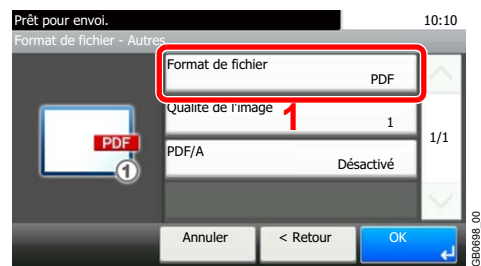 Prêt pour envoi.
10:10
Format de fichier - Autres
Format de fichier
PDF
Qualité de l'image
1
1
PDF/A
Désactivé
1/1
PDF
1
Annuler
< Retour
OK
GB0698_00